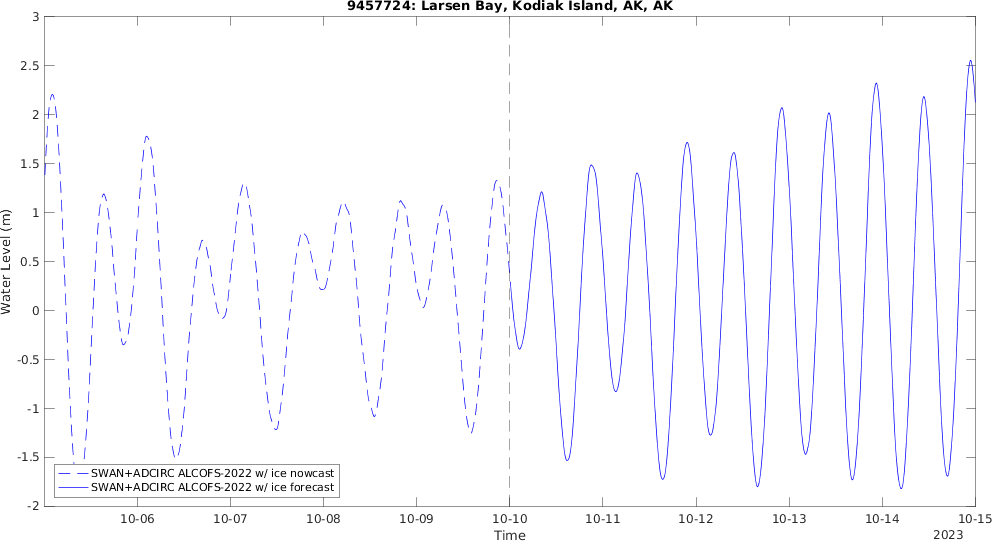 9457724: Larsen Bay, Kodiak Island, AK, AK
3
2.5
2
1.5
1
0.5
0
-0.5
-1
-1.5
-2
Water Level (m)
SWAN+ADCIRC ALCOFS-2022 w/ ice nowcast
SWAN+ADCIRC ALCOFS-2022 w/ ice forecast
10-06 10-07 10-08 10-09 10-10 10-11 10-12 10-13 10-14 10-15
Time
2023